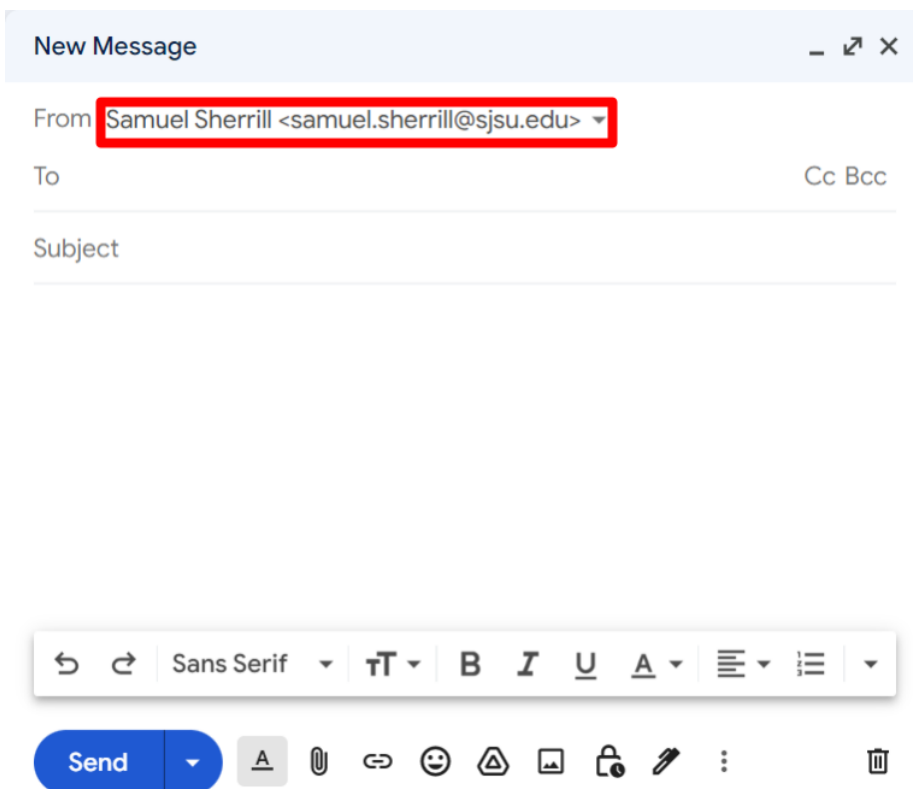 New Message
From Samuel Sherrill <samuel.sherrill@sjsu.edu>
To Cc Bcc
Subject
Sans Serif B I U A
Send A